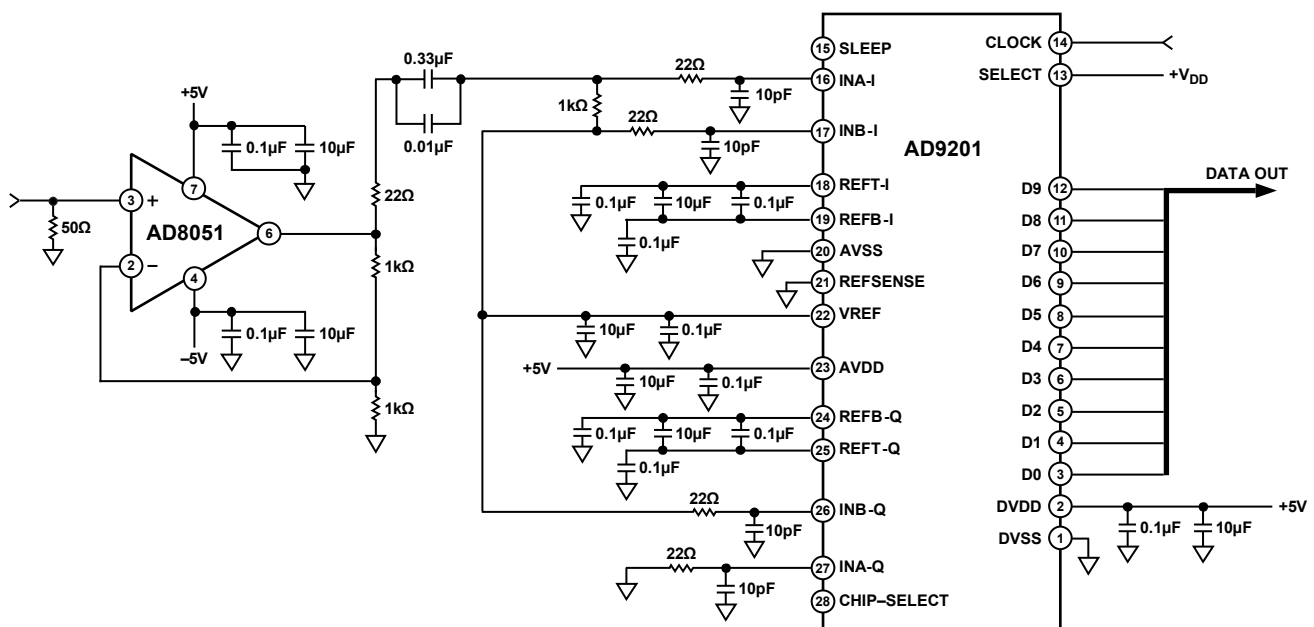 +5V
7
0.1µF
10µF
3
+
50Ω
AD8051
6
2
–
4
–5V
0.1µF
10µF
22Ω
1kΩ
1kΩ
0.33µF
0.01µF
22Ω
10pF
1kΩ
22Ω
10pF
0.1µF
10µF
0.1µF
0.1µF
10µF
0.1µF
+5V
10µF
0.1µF
0.1µF
10µF
0.1µF
0.1µF
22Ω
10pF
22Ω
10pF
15 SLEEP
16 INA-I
17 INB-I
18 REFT-I
19 REFB-I
20 AVSS
21 REFSENSE
22 VREF
23 AVDD
24 REFB-Q
25 REFT-Q
26 INB-Q
27 INA-Q
28 CHIP–SELECT
AD9201
CLOCK 14
SELECT 13
+VDD
DATA OUT
D9 12
D8 11
D7 10
D6 9
D5 8
D4 7
D3 6
D2 5
D1 4
D0 3
DVDD 2
+5V
0.1µF
10µF
DVSS 1